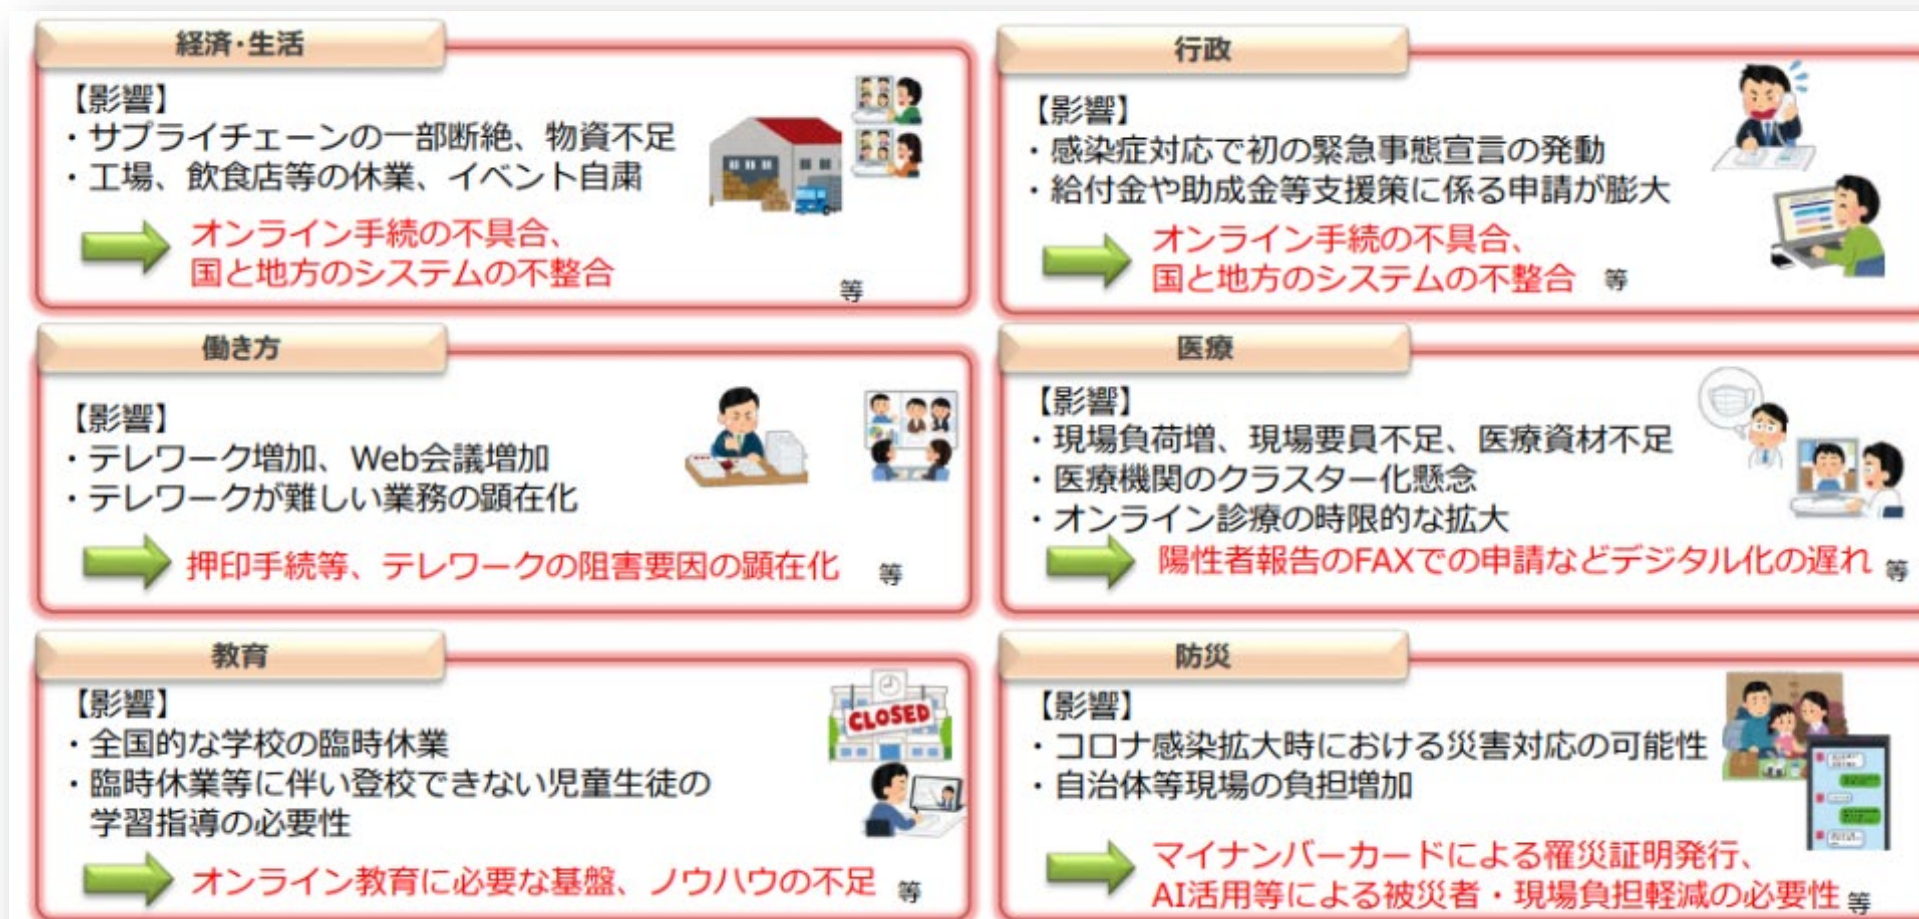 経済・生活
【影響】
・サプライチェーンの一部断絶、物資不足
・工場、飲食店等の休業、イベント自粛
オンライン手続の不具合、
国と地方のシステムの不整合
等
行政
【影響】
・感染症対応で初の緊急事態宣言の発動
・給付金や助成金等支援策に係る申請が膨大
オンライン手続の不具合、
国と地方のシステムの不整合 等
働き方
【影響】
・テレワーク増加、Web会議増加
・テレワークが難しい業務の顕在化
押印手続等、テレワークの阻害要因の顕在化 等
医療
【影響】
・現場負荷増、現場要員不足、医療資材不足
・医療機関のクラスター化懸念
・オンライン診療の時限的な拡大
陽性者報告のFAXでの申請などデジタル化の遅れ 等
教育
【影響】
・全国的な学校の臨時休業
・臨時休業等に伴い登校できない児童生徒の
学習指導の必要性
オンライン教育に必要な基盤、ノウハウの不足 等
CLOSED
防災
【影響】
・コロナ感染拡大時における災害対応の可能性
・自治体等現場の負担増加
マイナンバーカードによる罹災証明発行、
AI活用等による被災者・現場負担軽減の必要性 等